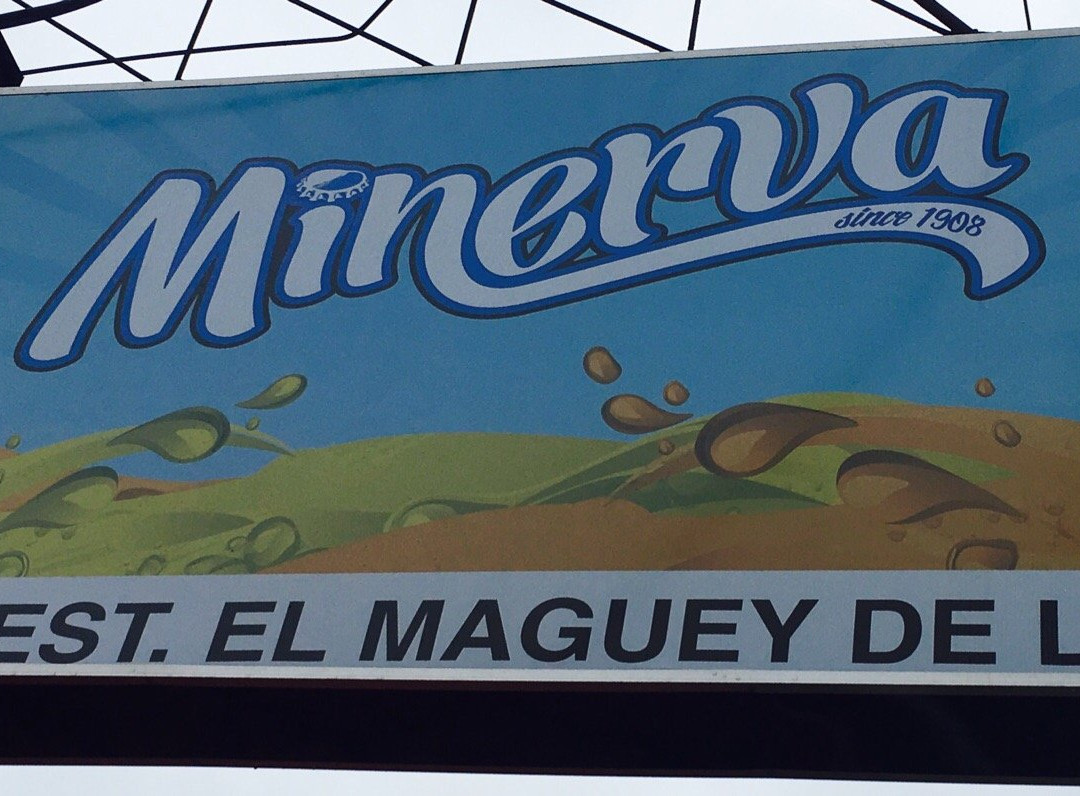 Minerva
since 1908
EST. EL MAGUEY DE L